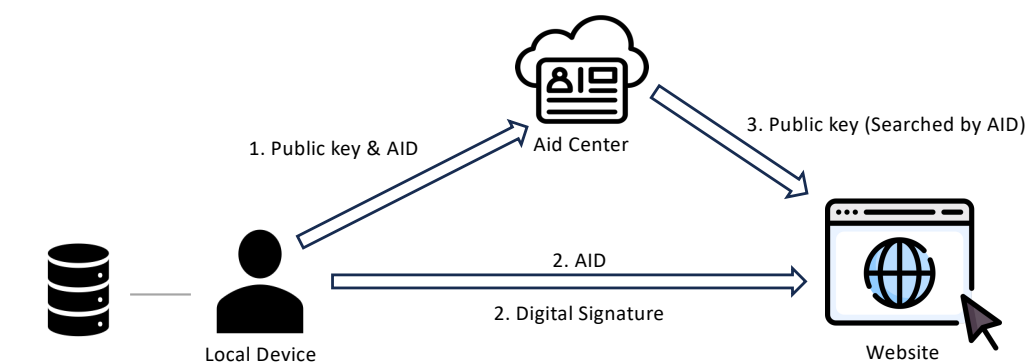 Aid Center
3. Public key (Searched by AID)
1. Public key & AID
2. AID
2. Digital Signature
Local Device
Website